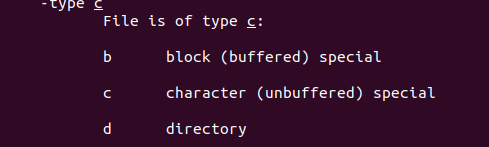 -type c
File is of type c:
b block (buffered) special
c character (unbuffered) special
d directory